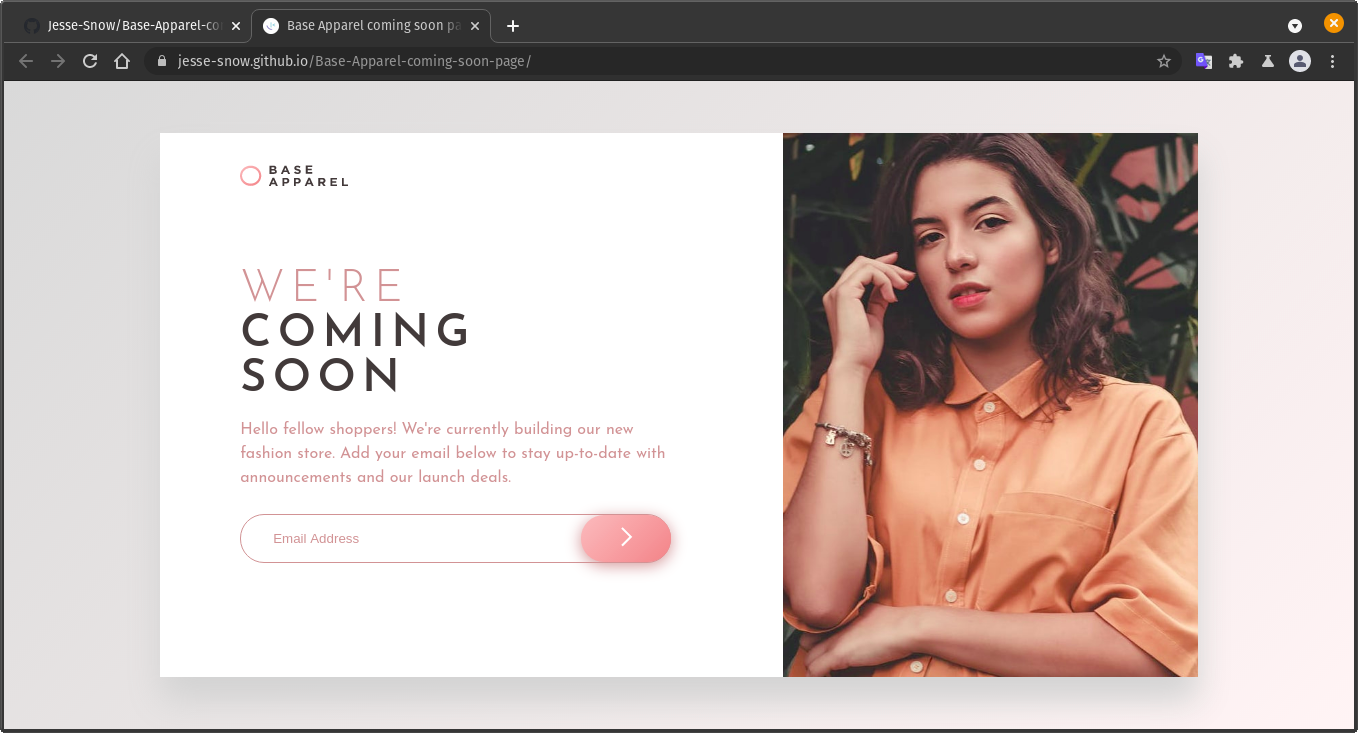 Jesse-Snow/Base-Apparel-co
Base Apparel coming soon pa
jesse-snow.github.io/Base-Apparel-coming-soon-page/
BASE
APPAREL
WE'RE
COMING
SOON
Hello fellow shoppers! We're currently building our new
fashion store. Add your email below to stay up-to-date with
announcements and our launch deals.
Email Address